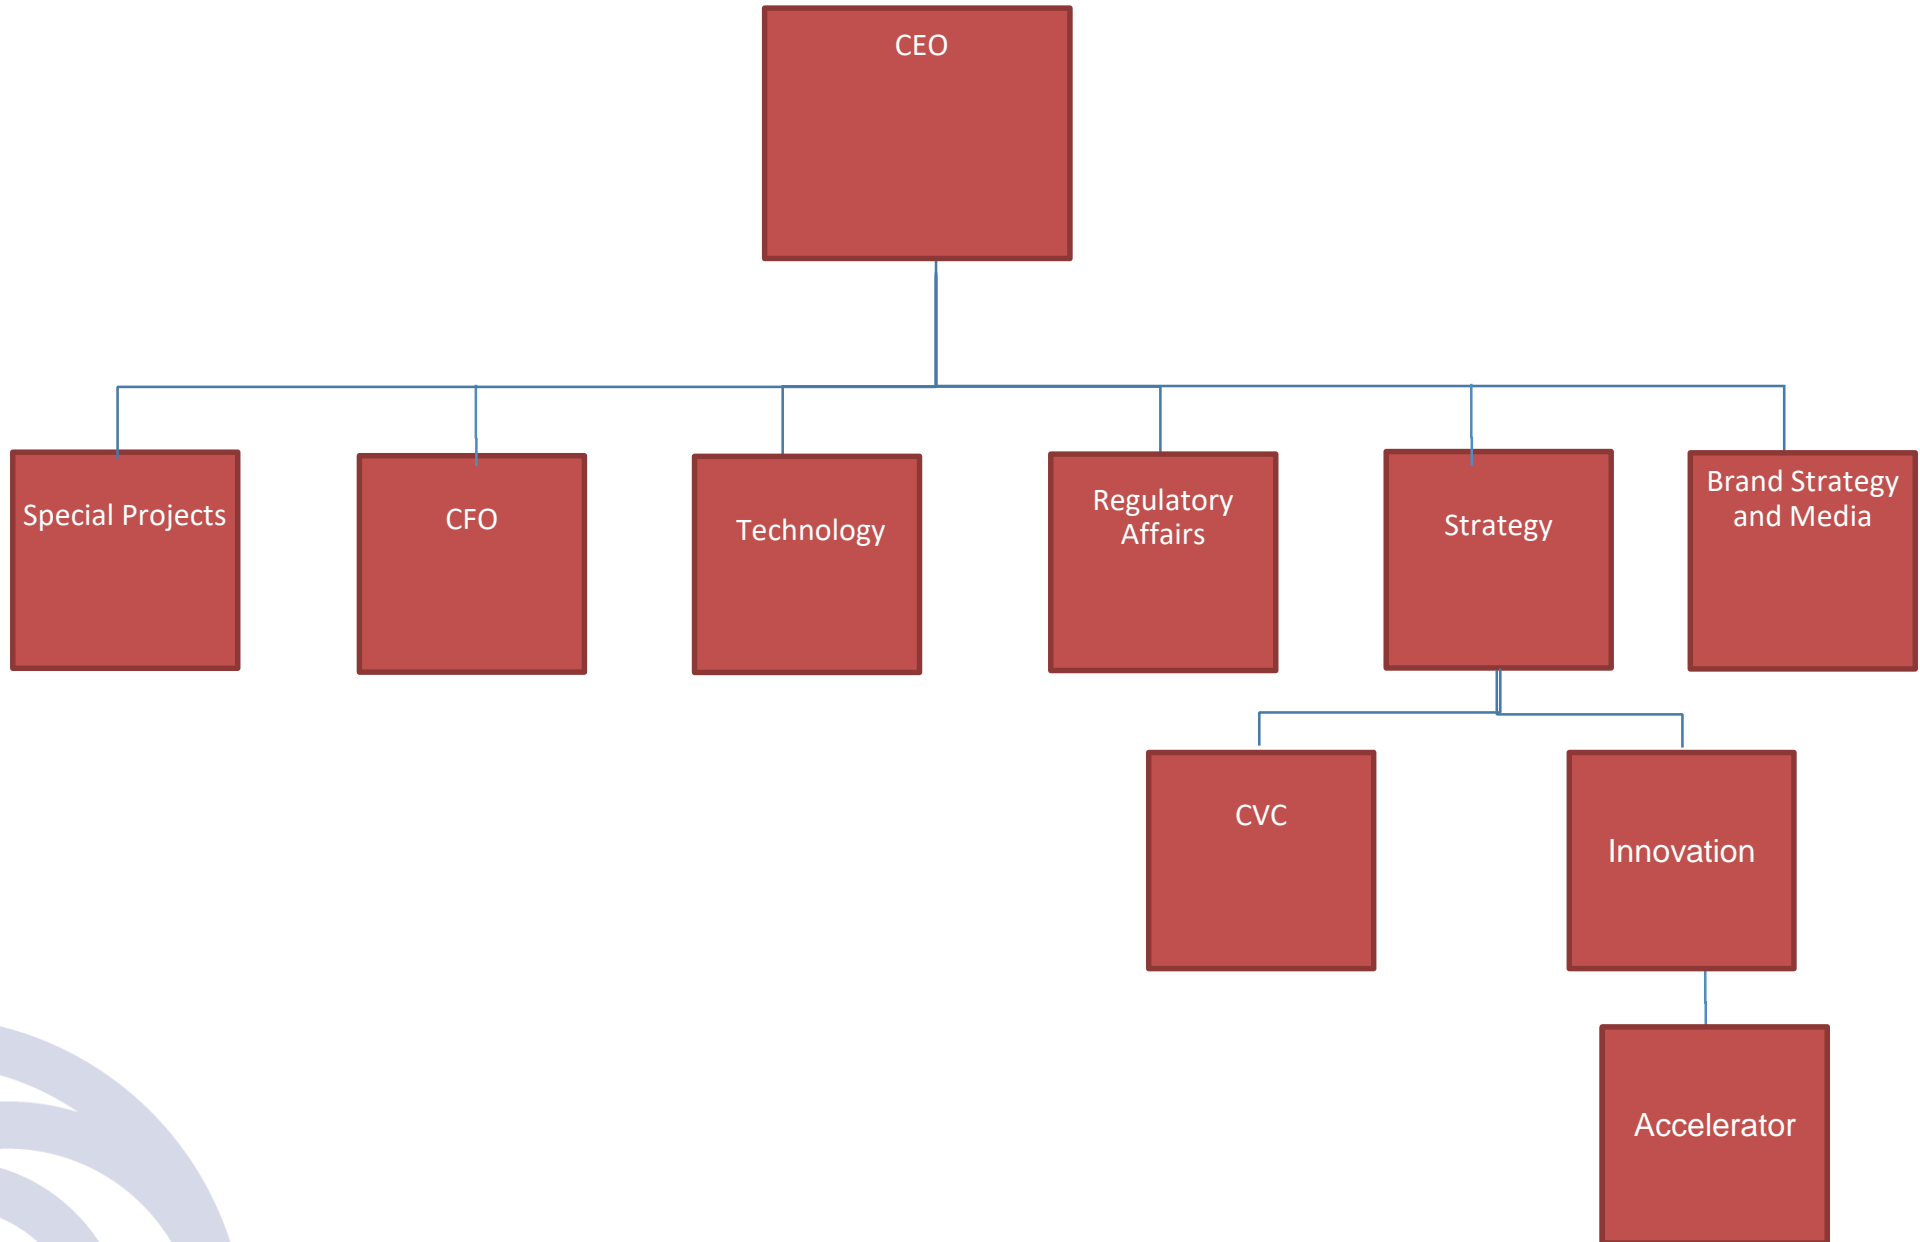 CEO
Special Projects
CFO
Technology
Regulatory
Affairs
Strategy
Brand Strategy
and Media
CVC
Innovation
Accelerator